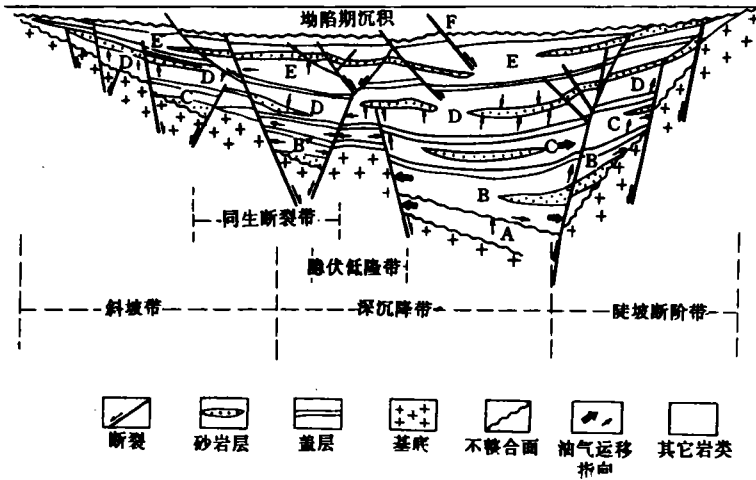 坳陷期沉积
F
E
E
E
D
D
D
D
D
C
C
C
B
B
B
A
同生断裂带
隐伏低隆带
斜坡带
深沉降带
陡坡断阶带
断裂
砂岩层
盖层
基底
不整合面
油气运移
指向
其它岩类